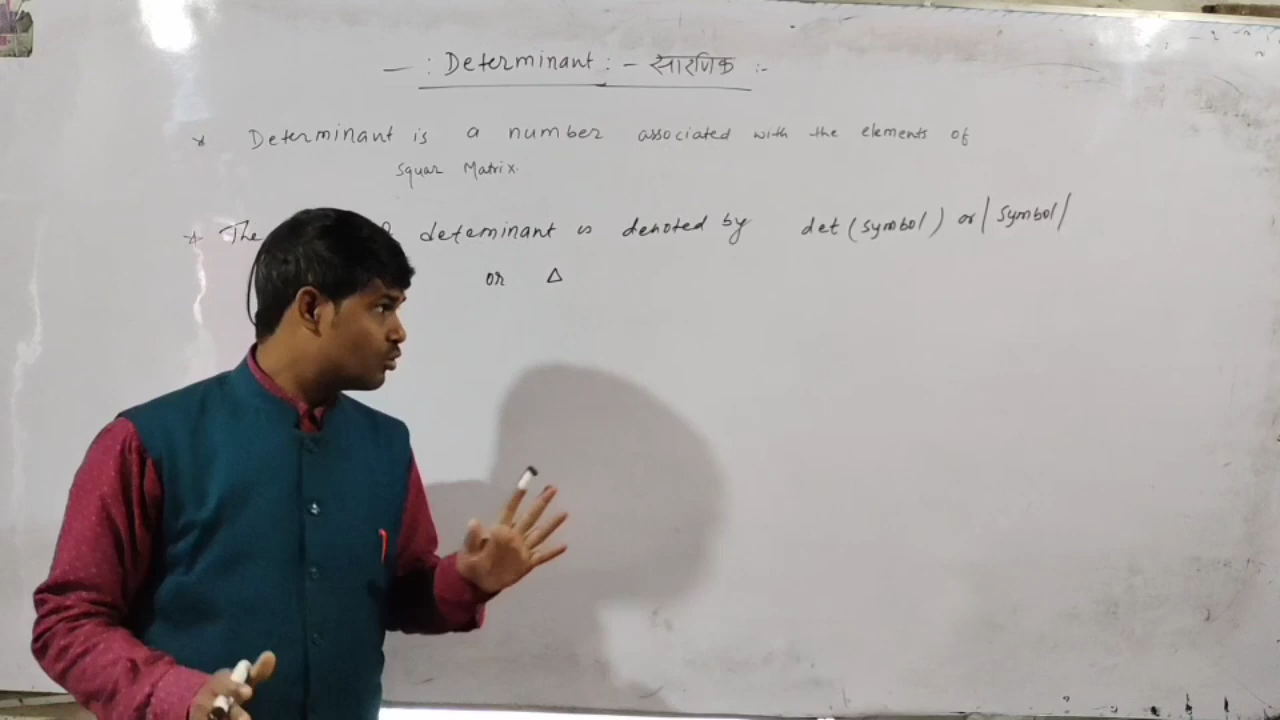 — : Determinant : - सारणिक :-
* Determinant is a number associated with the elements of
Squar Matrix.
* The deteminant is denoted by det (symbol) or |symbol|
or Δ